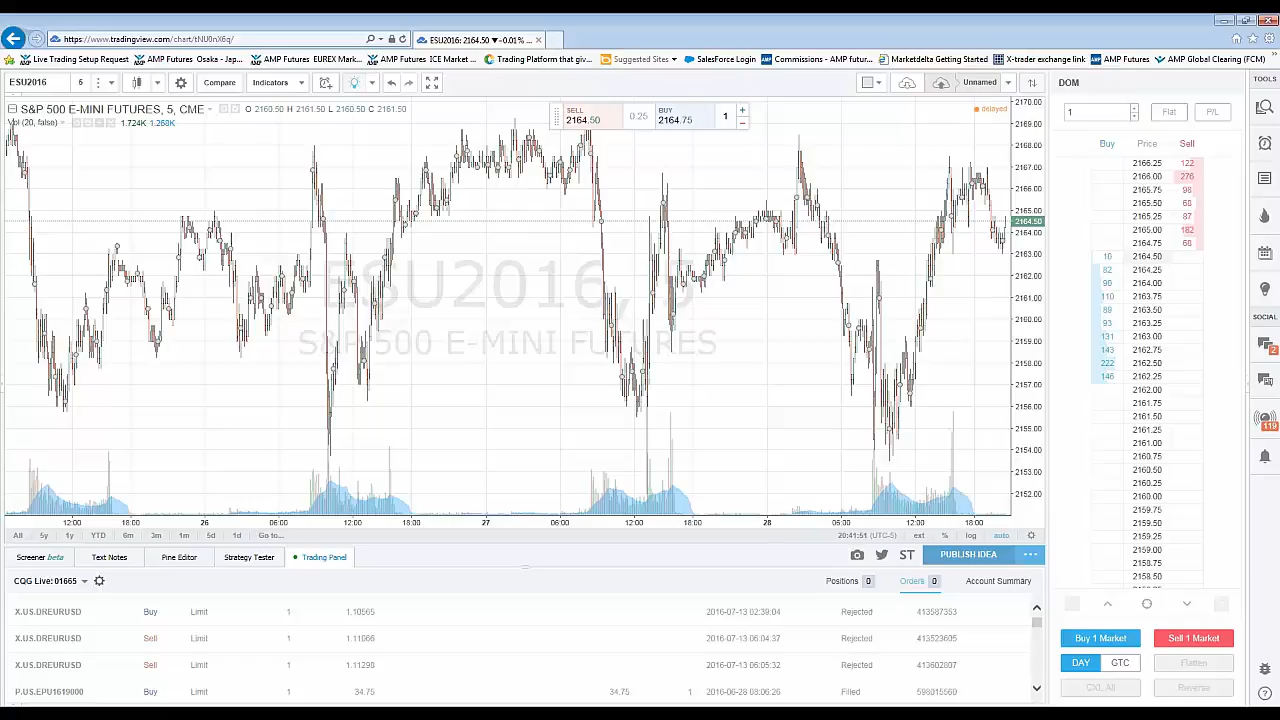 https://www.tradingview.com/chart/tNU0nX6q/
ESU2016: 2164.50 ▼−0.01% ...
Live Trading Setup Request
AMP Futures Osaka - Jap...
AMP Futures EUREX Mark...
AMP Futures ICE Market ...
Trading Platform that giv...
Suggested Sites
SalesForce Login
Commissions - AMP futur...
Marketdelta Getting Started
X-trader exchange link
AMP Global Clearing (FCM)
ESU2016 5 Compare Indicators Unnamed
S&P 500 E-MINI FUTURES, 5, CME O 2160.50 H 2161.50 L 2160.50 C 2161.50
Vol (20, false) 1.724K 1.268K
SELL
2164.50
0.25
BUY
2164.75
1
delayed
ESU2016, 5
S&P 500 E-MINI FUTURES
2170.00
2169.00
2168.00
2167.00
2166.00
2165.00
2164.50
2164.00
2163.00
2162.00
2161.00
2160.00
2159.00
2158.00
2157.00
2156.00
2155.00
2154.00
2153.00
2152.00
12:00 18:00 26 06:00 12:00 18:00 27 06:00 12:00 18:00 28 06:00 12:00 18:00
All 5y 1y YTD 6m 3m 1m 5d 1d Go to... 20:41:51 (UTC-5) ext % log auto
Screener beta Text Notes Pine Editor Strategy Tester Trading Panel ST PUBLISH IDEA
CQG Live: 01665 Positions 0 Orders 0 Account Summary
X.US.DREURUSD Buy Limit 1 1.10565 2016-07-13 02:39:04 Rejected 413587353
X.US.DREURUSD Sell Limit 1 1.11066 2016-07-13 06:04:37 Rejected 413523605
X.US.DREURUSD Sell Limit 1 1.11298 2016-07-13 06:05:32 Rejected 413602807
P.US.EPU1619000 Buy Limit 1 34.75 34.75 1 2016-06-28 08:06:26 Filled 598015560
DOM
1 Flat P/L
Buy Price Sell
2166.25 122
2166.00 276
2165.75 98
2165.50 68
2165.25 87
2165.00 182
2164.75 68
10 2164.50
82 2164.25
90 2164.00
110 2163.75
89 2163.50
93 2163.25
131 2163.00
143 2162.75
222 2162.50
146 2162.25
2162.00
2161.75
2161.50
2161.25
2161.00
2160.75
2160.50
2160.25
2160.00
2159.75
2159.50
2159.25
2159.00
2158.75
2158.50
Buy 1 Market Sell 1 Market
DAY GTC Flatten
CXL All Reverse
TOOLS
SOCIAL
2
119